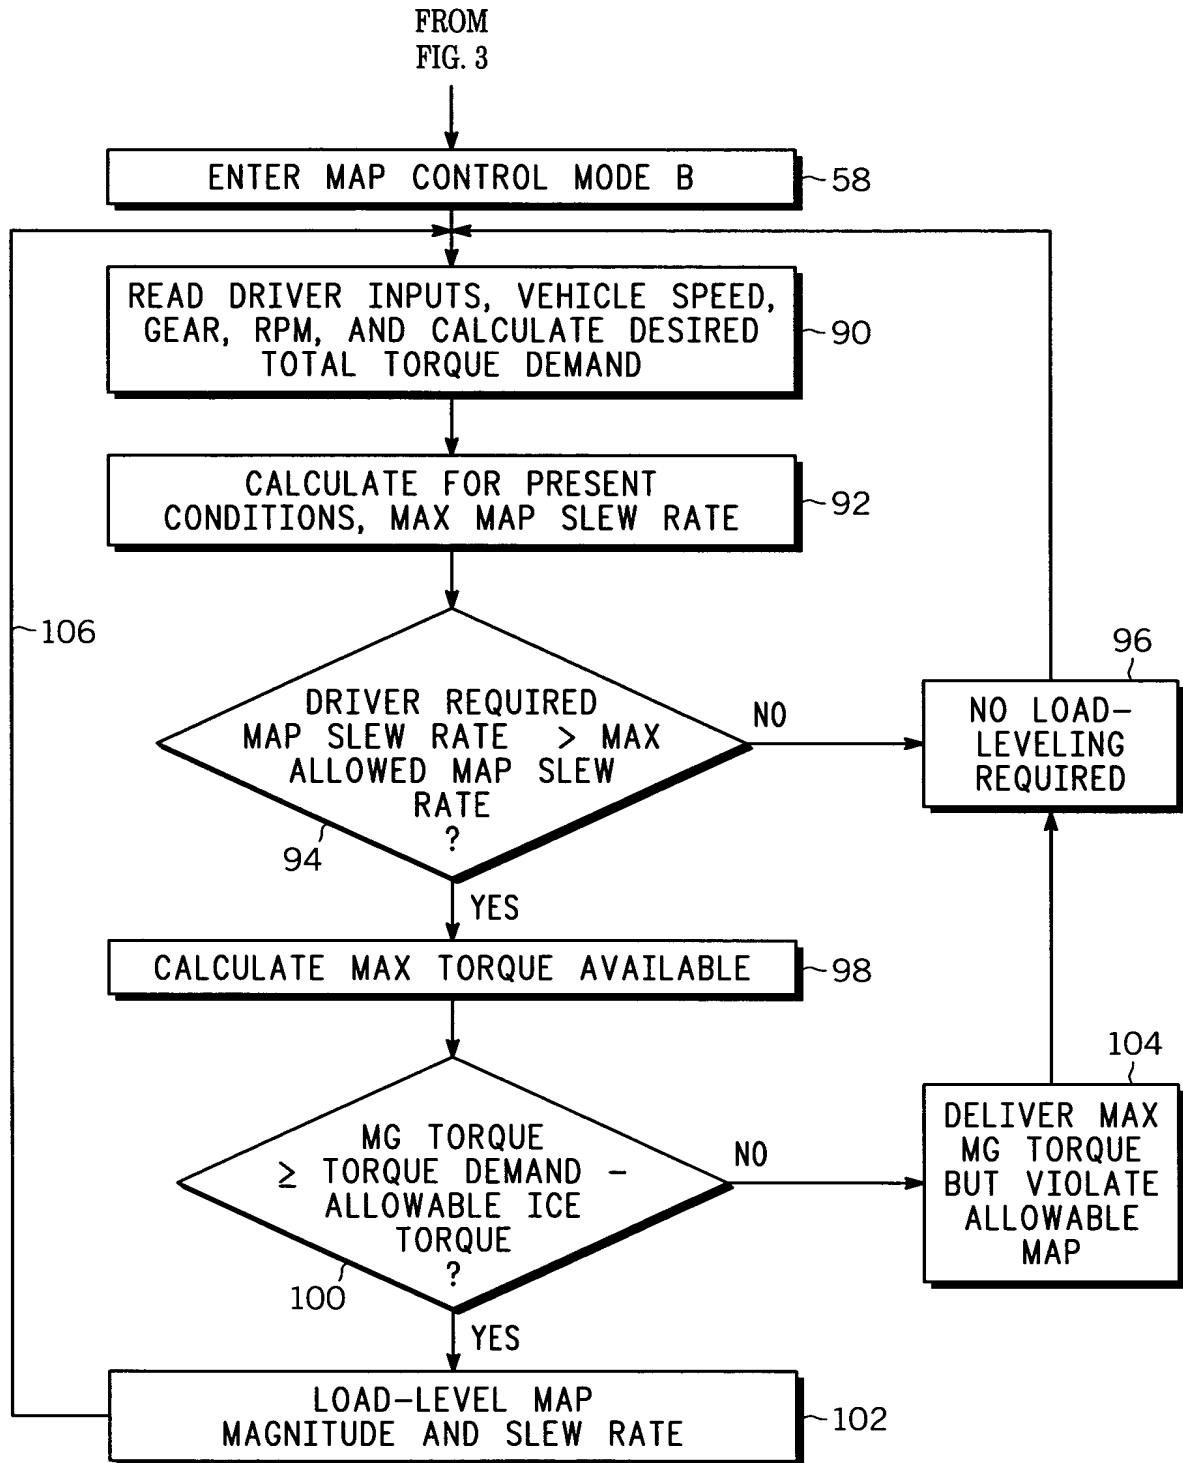 FROM
FIG. 3
ENTER MAP CONTROL MODE B
58
READ DRIVER INPUTS, VEHICLE SPEED,
GEAR, RPM, AND CALCULATE DESIRED
TOTAL TORQUE DEMAND
90
CALCULATE FOR PRESENT
CONDITIONS, MAX MAP SLEW RATE
92
106
DRIVER REQUIRED
MAP SLEW RATE > MAX
ALLOWED MAP SLEW
RATE
?
94
NO
96
NO LOAD-
LEVELING
REQUIRED
YES
CALCULATE MAX TORQUE AVAILABLE
98
MG TORQUE
≥ TORQUE DEMAND -
ALLOWABLE ICE
TORQUE
?
100
NO
104
DELIVER MAX
MG TORQUE
BUT VIOLATE
ALLOWABLE
MAP
YES
LOAD-LEVEL MAP
MAGNITUDE AND SLEW RATE
102